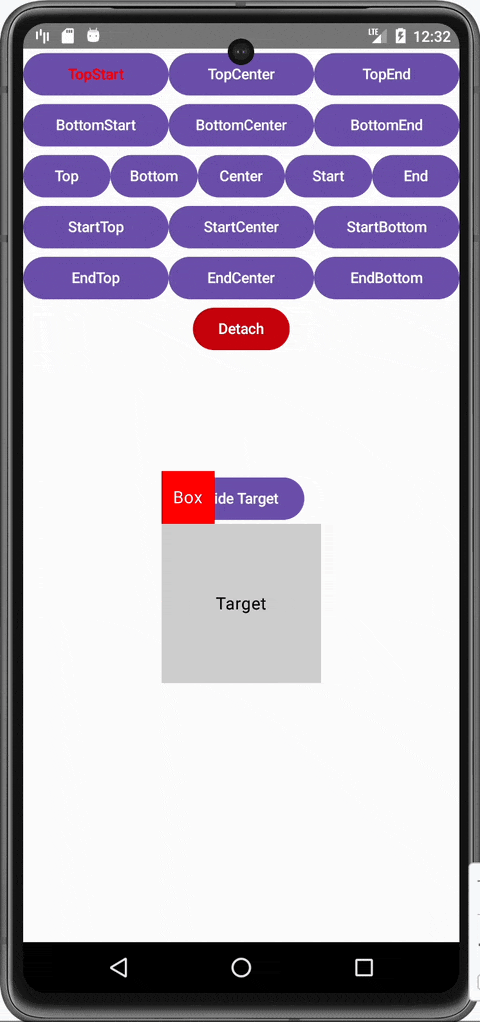 LTE 12:32
TopStart TopCenter TopEnd
BottomStart BottomCenter BottomEnd
Top Bottom Center Start End
StartTop StartCenter StartBottom
EndTop EndCenter EndBottom
Detach
Box ide Target
Target